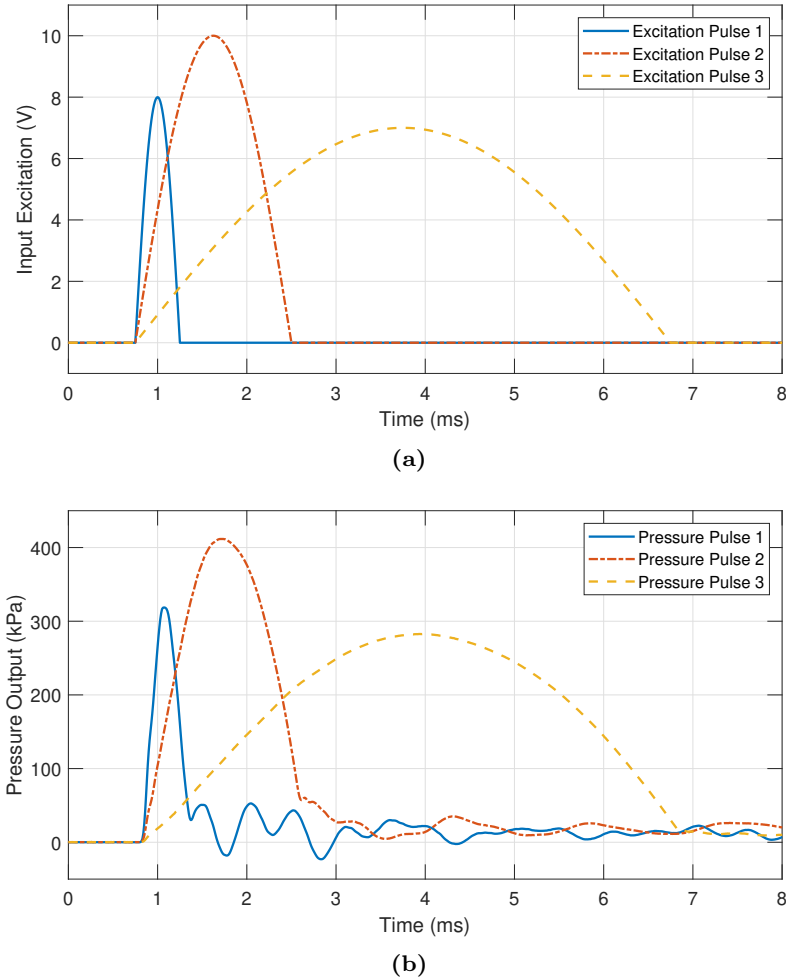 10
8
6
4
2
0
Input Excitation (V)
Excitation Pulse 1
Excitation Pulse 2
Excitation Pulse 3
0 1 2 3 4 5 6 7 8
Time (ms)
(a)
400
300
200
100
0
Pressure Output (kPa)
Pressure Pulse 1
Pressure Pulse 2
Pressure Pulse 3
0 1 2 3 4 5 6 7 8
Time (ms)
(b)